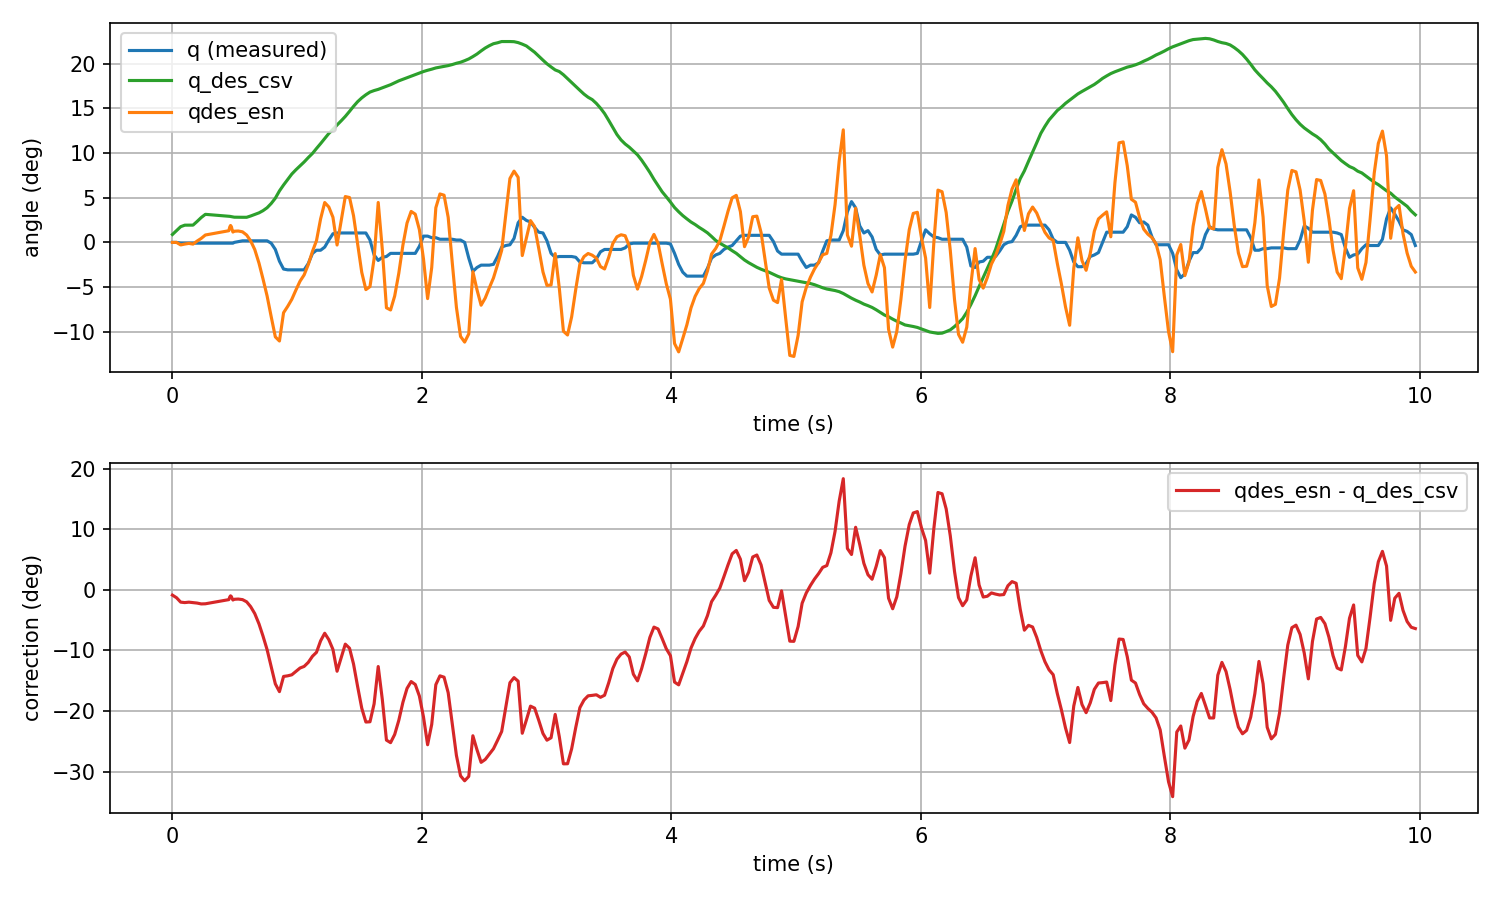 q (measured)
q_des_csv
qdes_esn
angle (deg)
20
15
10
5
0
−5
−10
0 2 4 6 8 10
time (s)
qdes_esn - q_des_csv
correction (deg)
20
10
0
−10
−20
−30
0 2 4 6 8 10
time (s)